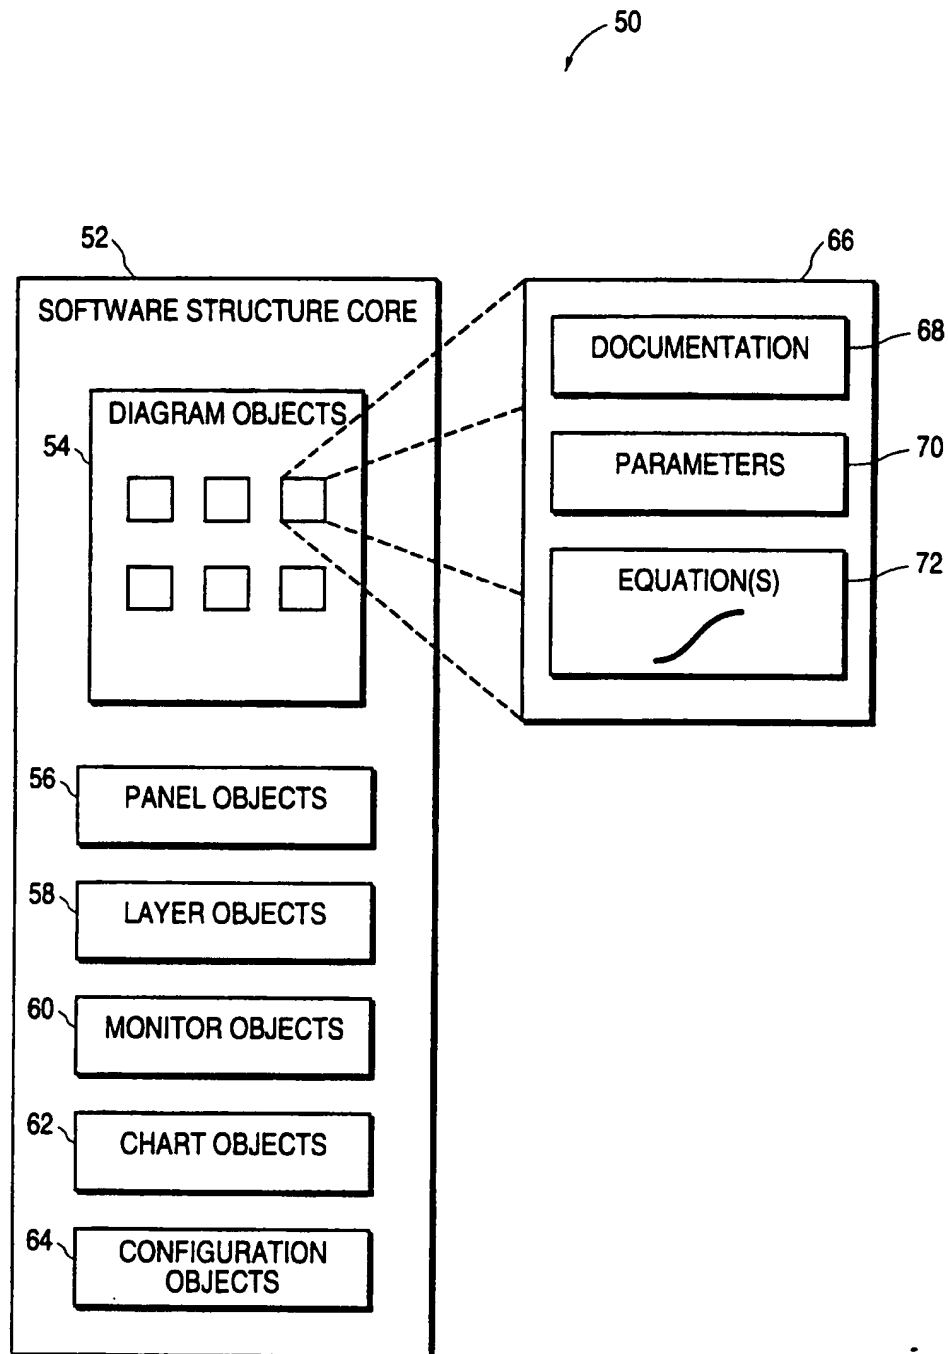 50
52
SOFTWARE STRUCTURE CORE
54
DIAGRAM OBJECTS
66
DOCUMENTATION
68
PARAMETERS
70
EQUATION(S)
72
56
PANEL OBJECTS
58
LAYER OBJECTS
60
MONITOR OBJECTS
62
CHART OBJECTS
64
CONFIGURATION
OBJECTS